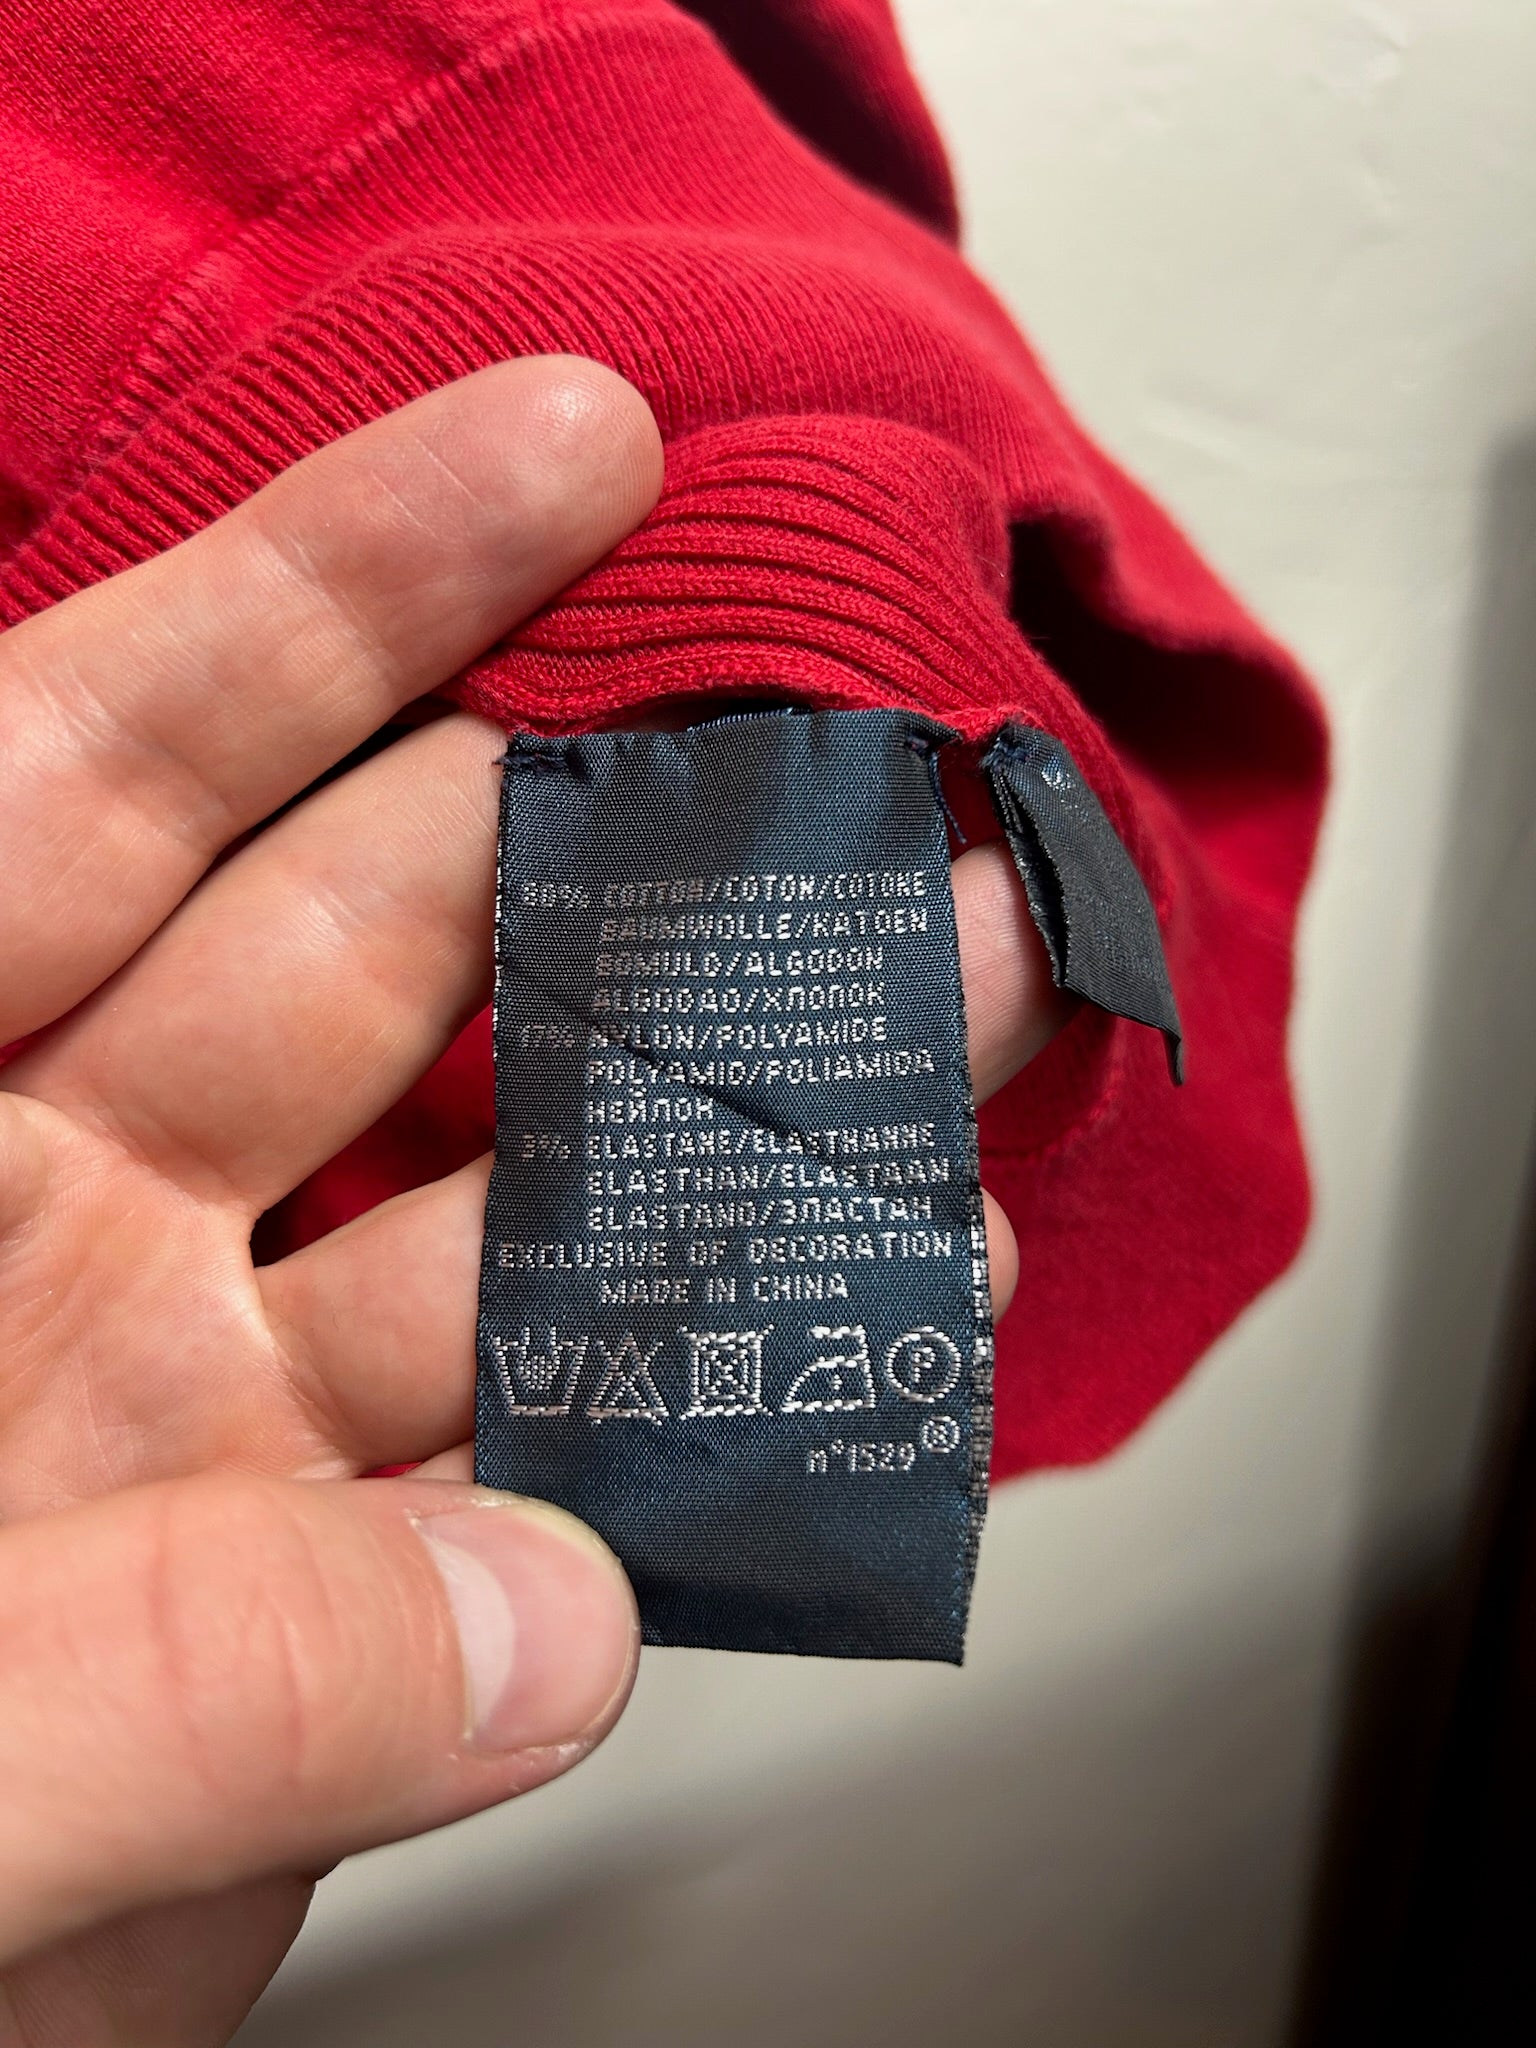 80% COTTON/COTON/COTONE
BAUMWOLLE/KATOEN
BOMULD/ALGODON
ALGODAO/ХЛОПОК
17% NYLON/POLYAMIDE
POLYAMID/POLIAMIDA
НЕЙЛОН
3% ELASTANE/ELASTHANNE
ELASTHAN/ELASTAAN
ELASTANO/ЭЛАСТАН
EXCLUSIVE OF DECORATION
MADE IN CHINA
P
n°1529 ®